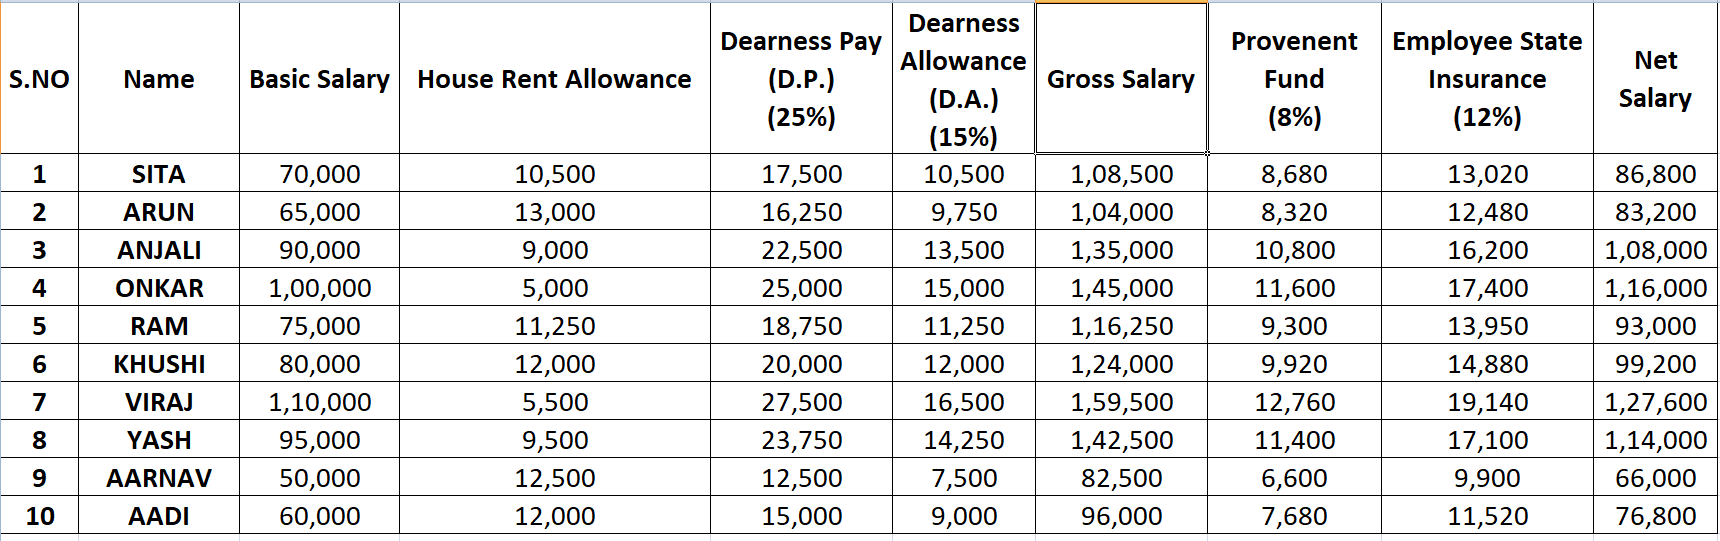 S.NO Name Basic Salary House Rent Allowance Dearness Pay (D.P.) (25%) Dearness Allowance (D.A.) (15%) Gross Salary Provenent Fund (8%) Employee State Insurance (12%) Net Salary
1 SITA 70,000 10,500 17,500 10,500 1,08,500 8,680 13,020 86,800
2 ARUN 65,000 13,000 16,250 9,750 1,04,000 8,320 12,480 83,200
3 ANJALI 90,000 9,000 22,500 13,500 1,35,000 10,800 16,200 1,08,000
4 ONKAR 1,00,000 5,000 25,000 15,000 1,45,000 11,600 17,400 1,16,000
5 RAM 75,000 11,250 18,750 11,250 1,16,250 9,300 13,950 93,000
6 KHUSHI 80,000 12,000 20,000 12,000 1,24,000 9,920 14,880 99,200
7 VIRAJ 1,10,000 5,500 27,500 16,500 1,59,500 12,760 19,140 1,27,600
8 YASH 95,000 9,500 23,750 14,250 1,42,500 11,400 17,100 1,14,000
9 AARNAV 50,000 12,500 12,500 7,500 82,500 6,600 9,900 66,000
10 AADI 60,000 12,000 15,000 9,000 96,000 7,680 11,520 76,800